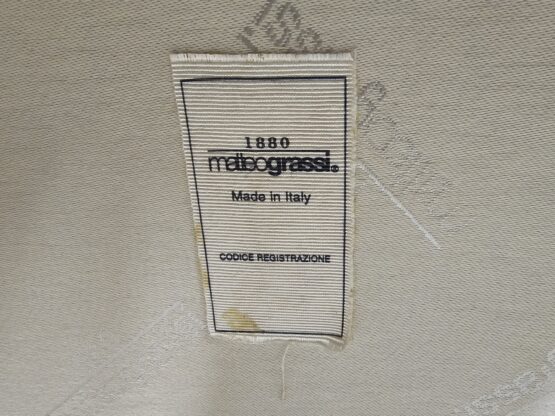 1880
matteograssi®
Made in Italy
CODICE REGISTRAZIONE